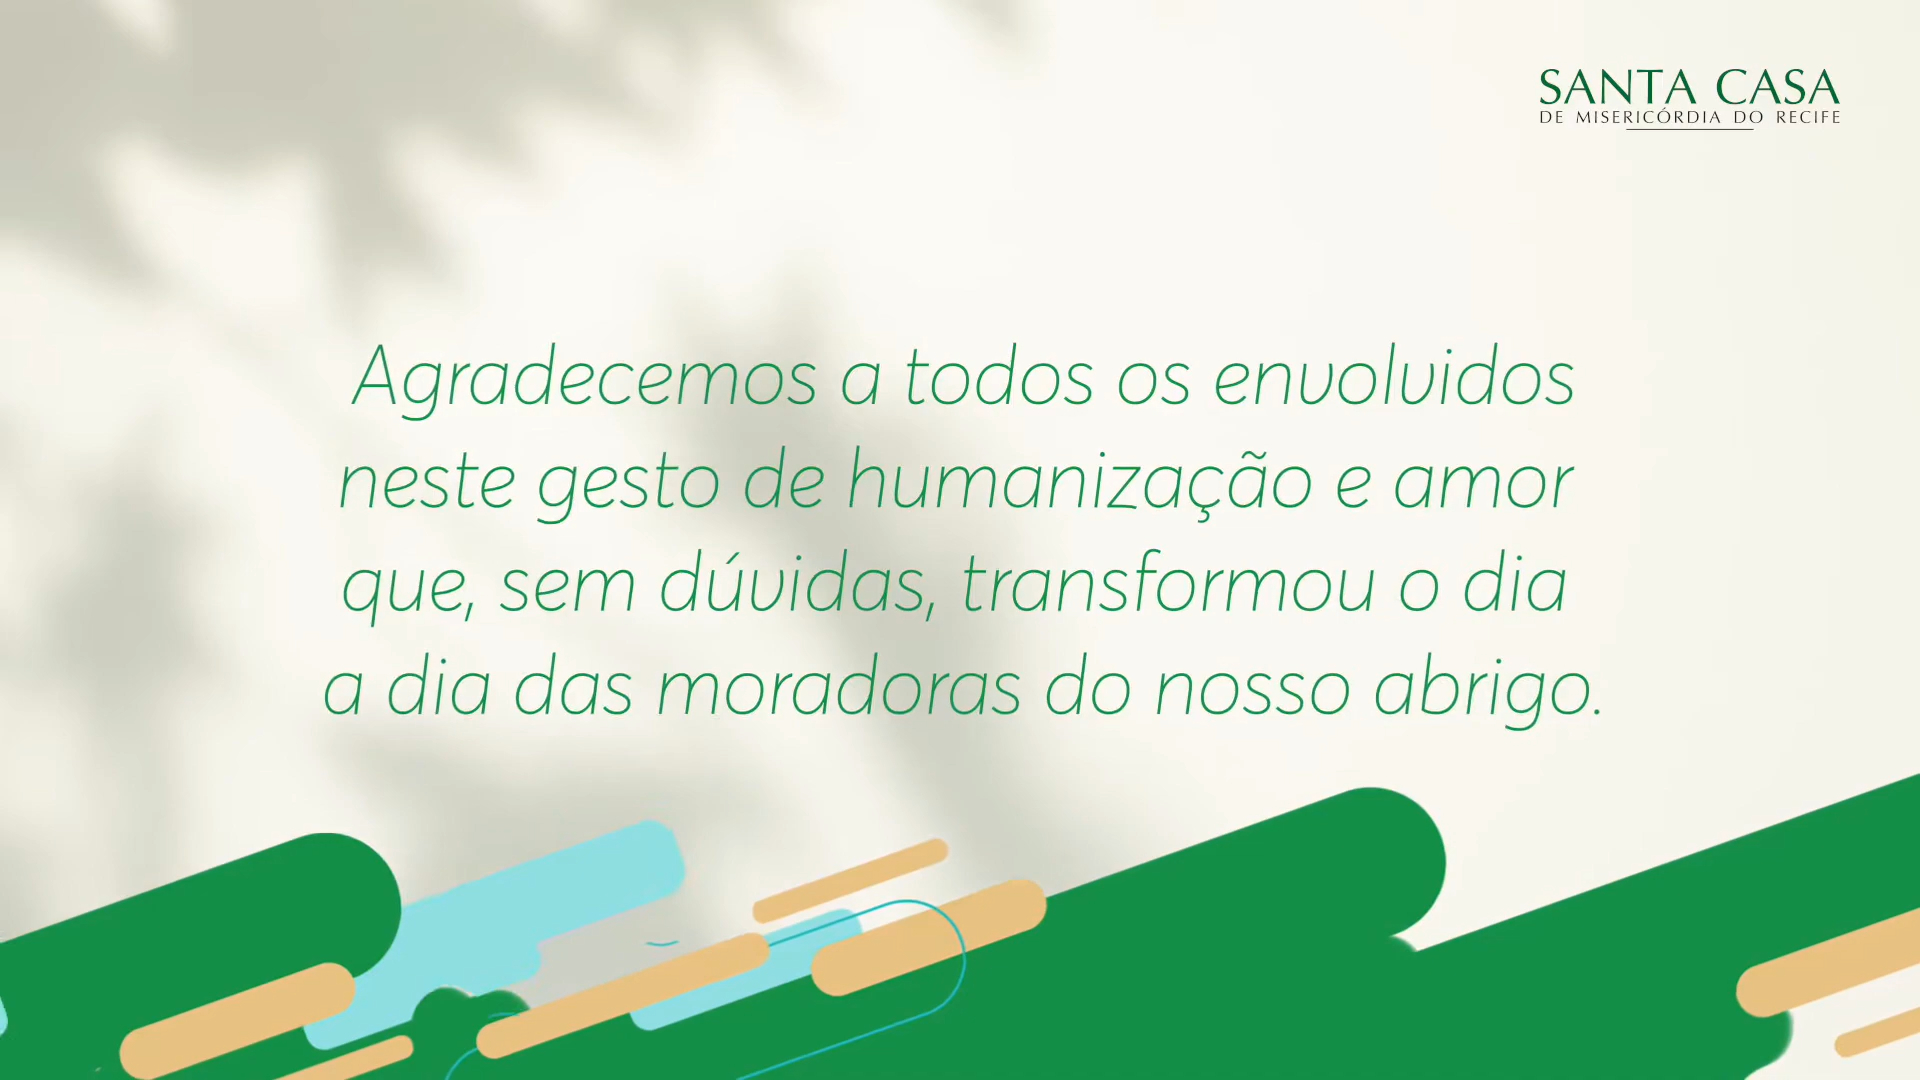 SANTA CASA
DE MISERICÓRDIA DO RECIFE
Agradecemos a todos os envolvidos
neste gesto de humanização e amor
que, sem dúvidas, transformou o dia
a dia das moradoras do nosso abrigo.